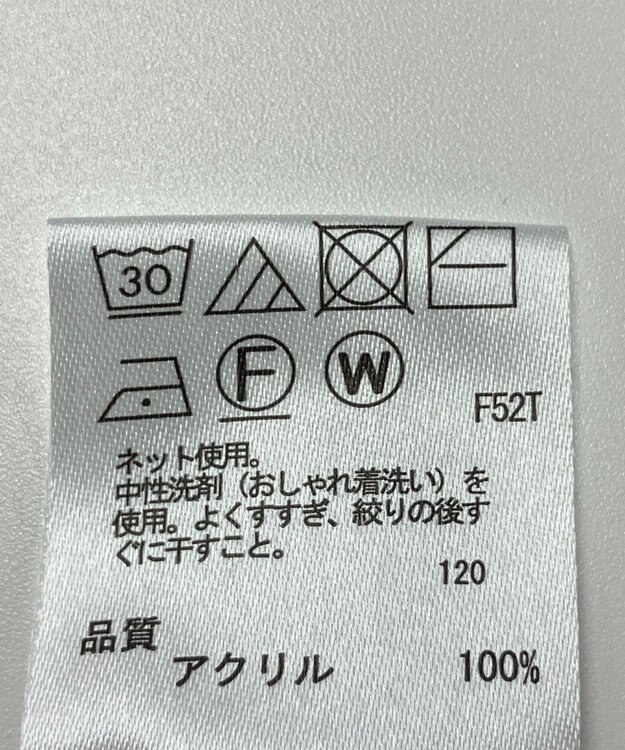 30
F W
F52T
ネット使用。
中性洗剤（おしゃれ着洗い）を
使用。よくすすぎ、絞りの後す
ぐに干すこと。
120
品質
アクリル 100%